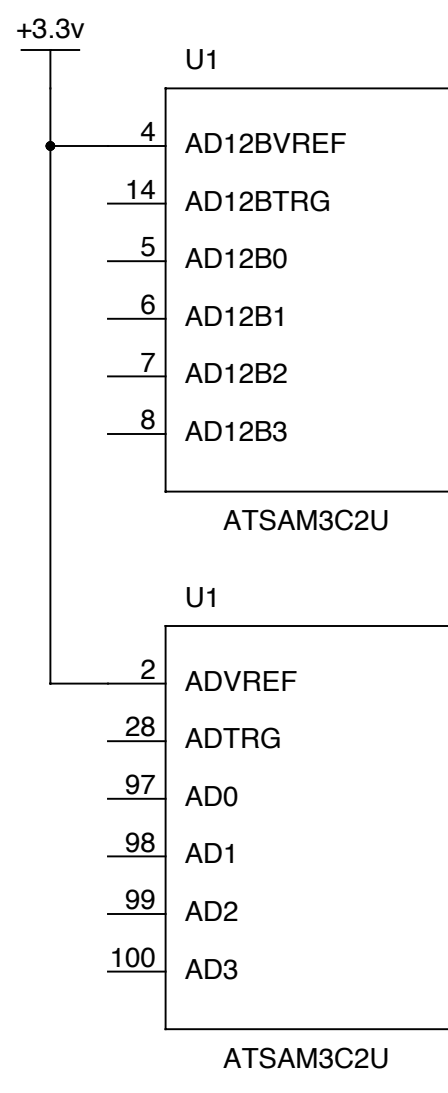 +3.3v
U1
4 AD12BVREF
14 AD12BTRG
5 AD12B0
6 AD12B1
7 AD12B2
8 AD12B3
ATSAM3C2U
U1
2 ADVREF
28 ADTRG
97 AD0
98 AD1
99 AD2
100 AD3
ATSAM3C2U